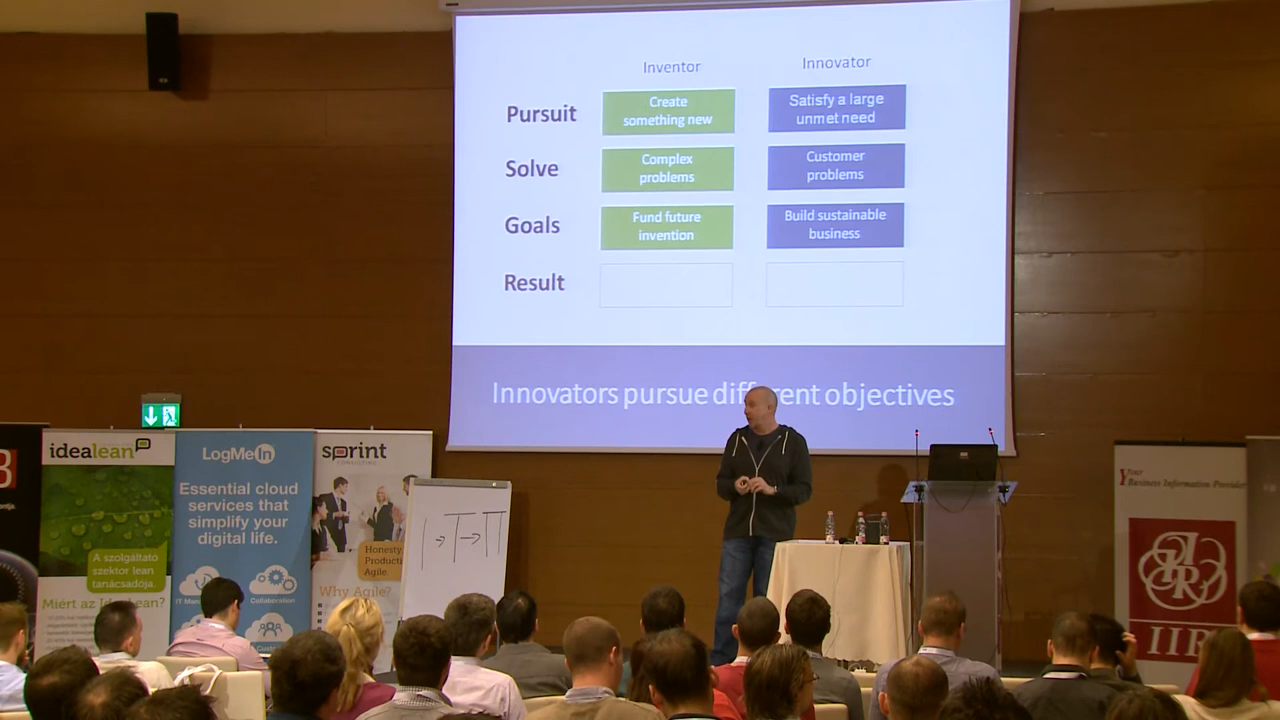 Inventor
Innovator
Pursuit
Create
something new
Satisfy a large
unmet need
Solve
Complex
problems
Customer
problems
Goals
Fund future
invention
Build sustainable
business
Result
Innovators pursue different objectives
idealean
A szolgáltató
szektor lean
tanácsadója
Miért az IdeaLean?
LogMeIn
Essential cloud
services that
simplify your
digital life.
Collaboration
sprint
CONSULTING
Honesty
Agile.
Why Agile?
I → T → П
Your
Business Information Provider
IIR